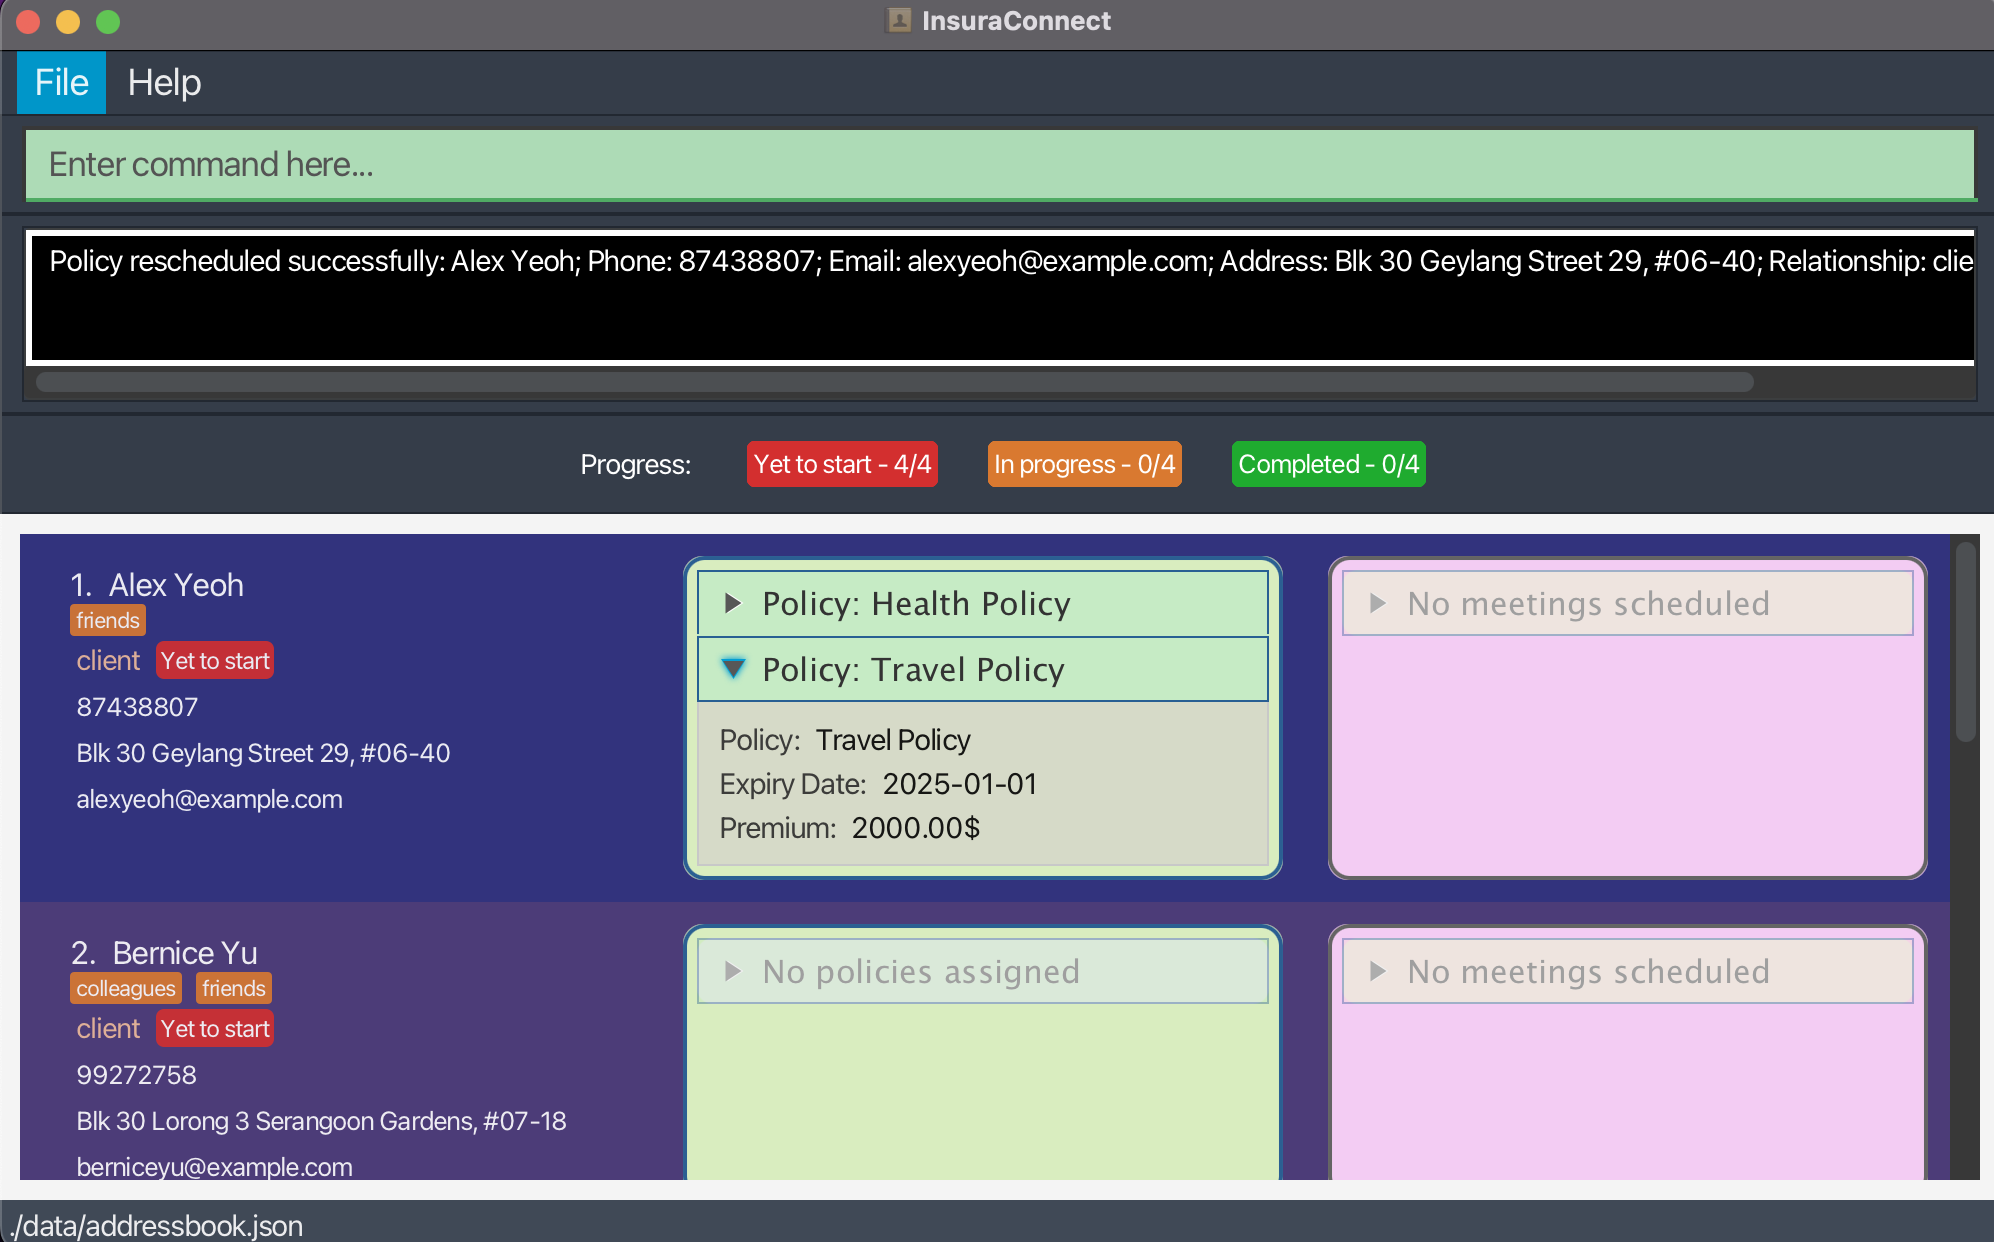 InsuraConnect
File Help
Enter command here...
Policy rescheduled successfully: Alex Yeoh; Phone: 87438807; Email: alexyeoh@example.com; Address: Blk 30 Geylang Street 29, #06-40; Relationship: clie
Progress: Yet to start - 4/4 In progress - 0/4 Completed - 0/4
1. Alex Yeoh
friends
client Yet to start
87438807
Blk 30 Geylang Street 29, #06-40
alexyeoh@example.com
Policy: Health Policy
Policy: Travel Policy
Policy: Travel Policy
Expiry Date: 2025-01-01
Premium: 2000.00$
No meetings scheduled
2. Bernice Yu
colleagues friends
client Yet to start
99272758
Blk 30 Lorong 3 Serangoon Gardens, #07-18
berniceyu@example.com
No policies assigned
No meetings scheduled
./data/addressbook.json